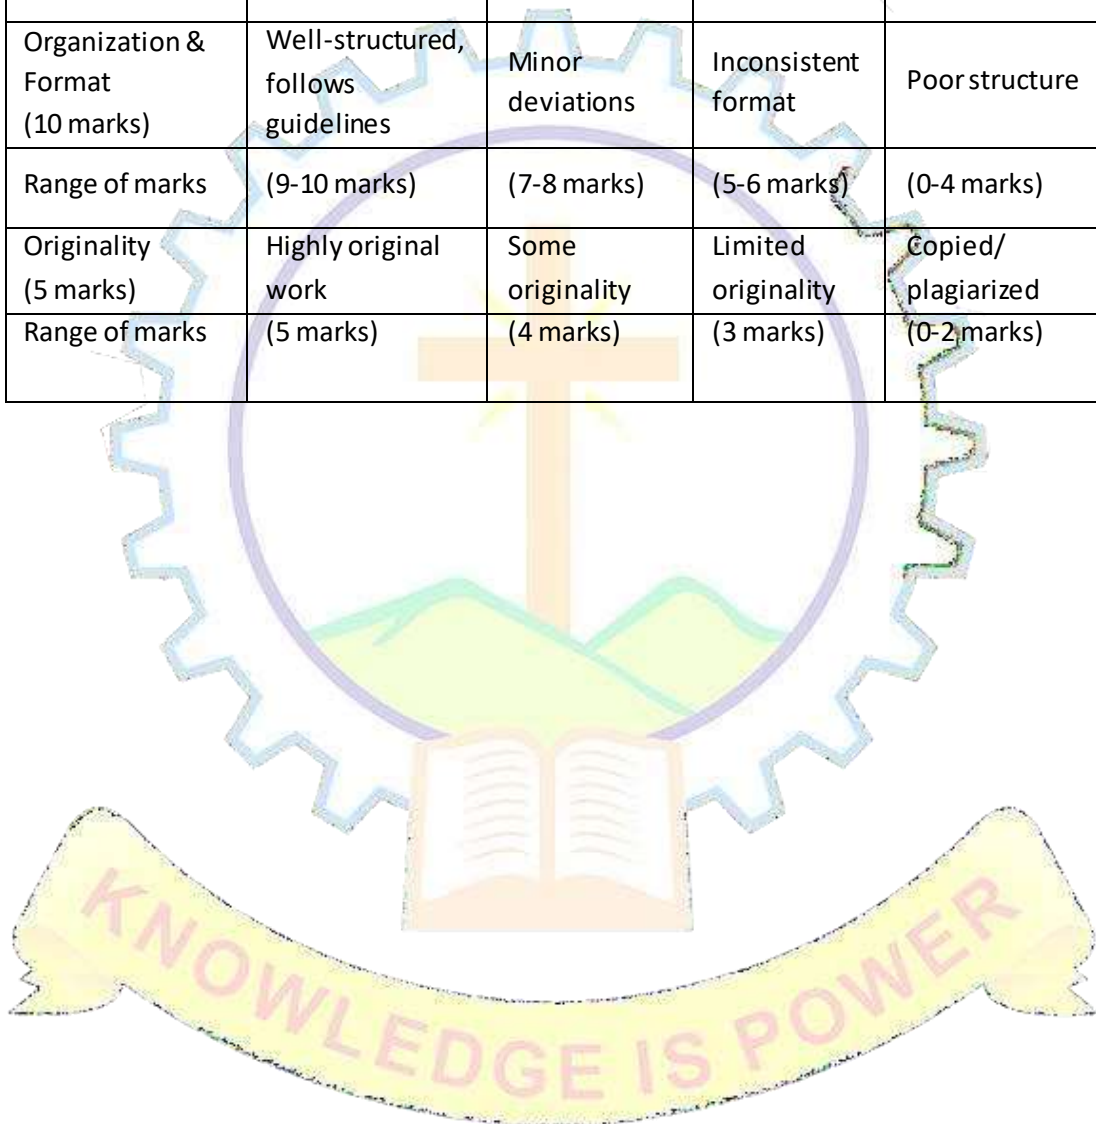 Organization &
Format
(10 marks)
Well-structured,
follows
guidelines
Minor
deviations
Inconsistent
format
Poor structure
Range of marks
(9-10 marks)
(7-8 marks)
(5-6 marks)
(0-4 marks)
Originality
(5 marks)
Highly original
work
Some
originality
Limited
originality
Copied/
plagiarized
Range of marks
(5 marks)
(4 marks)
(3 marks)
(0-2 marks)
KNOWLEDGE IS POWER